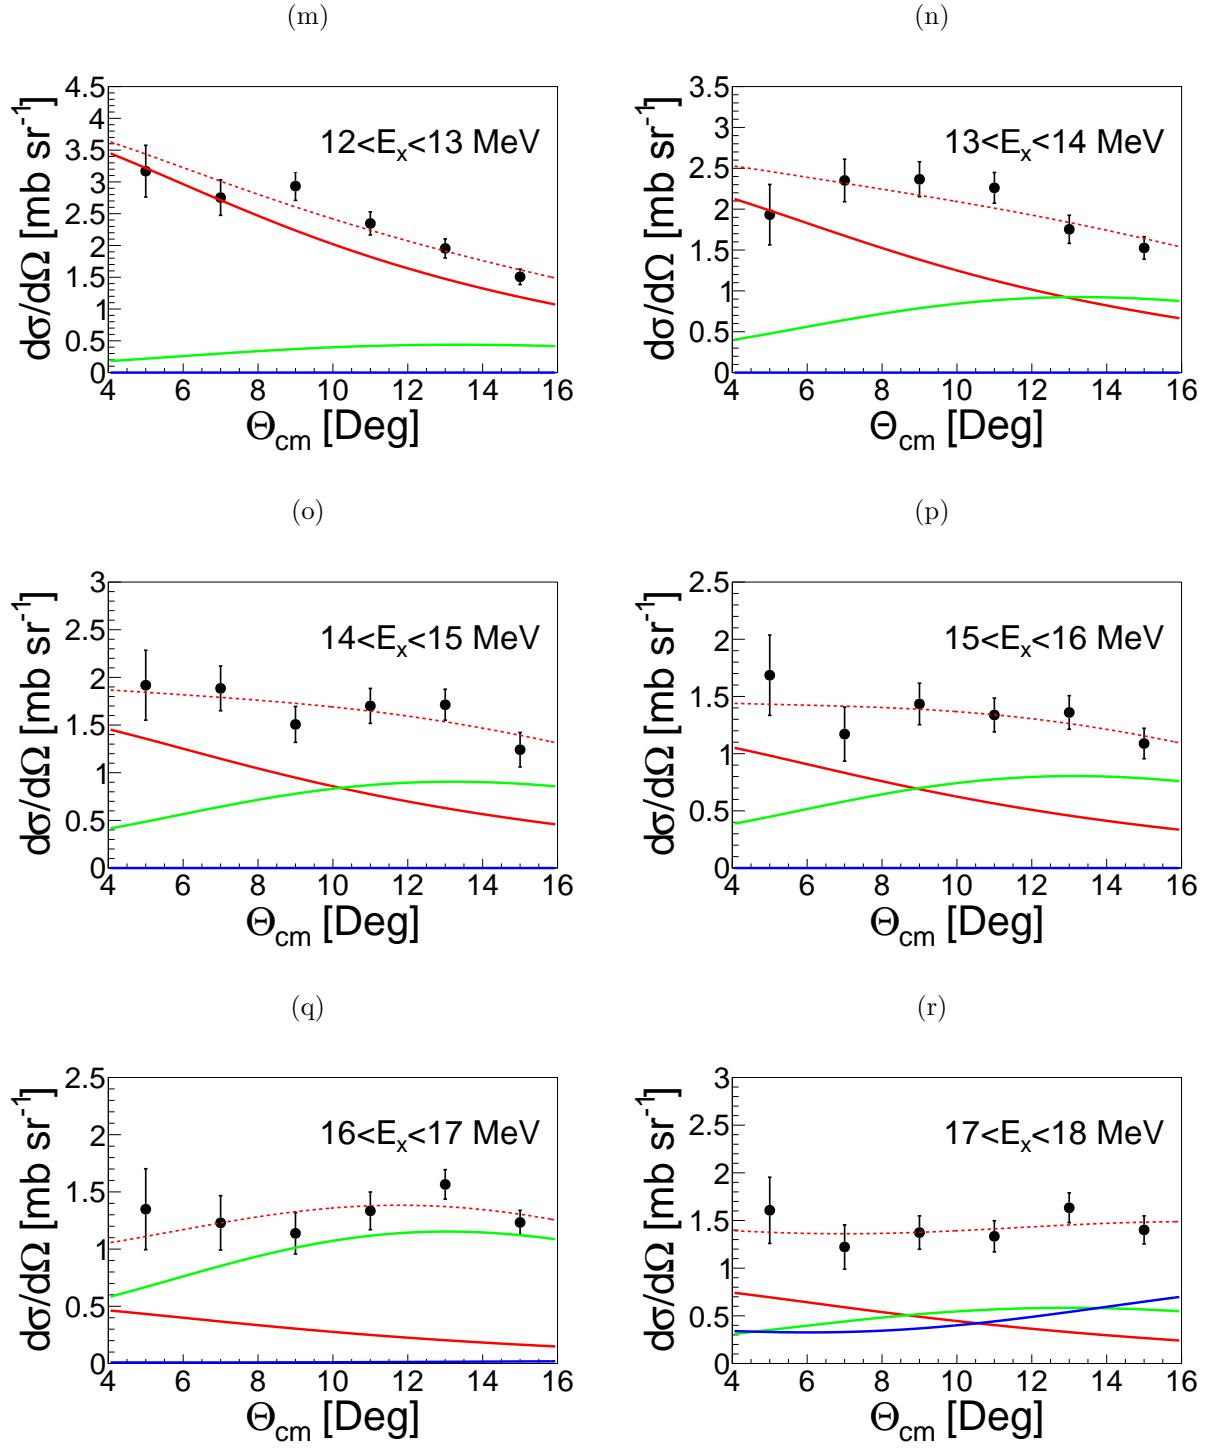 (m)
(n)
dσ/dΩ [mb sr⁻¹]
4.5
4
3.5
3
2.5
2
1.5
1
0.5
0
12<Eₓ<13 MeV
4 6 8 10 12 14 16
Θcm [Deg]
dσ/dΩ [mb sr⁻¹]
3.5
3
2.5
2
1.5
1
0.5
0
13<Eₓ<14 MeV
4 6 8 10 12 14 16
Θcm [Deg]
(o)
(p)
dσ/dΩ [mb sr⁻¹]
3
2.5
2
1.5
1
0.5
0
14<Eₓ<15 MeV
4 6 8 10 12 14 16
Θcm [Deg]
dσ/dΩ [mb sr⁻¹]
2.5
2
1.5
1
0.5
0
15<Eₓ<16 MeV
4 6 8 10 12 14 16
Θcm [Deg]
(q)
(r)
dσ/dΩ [mb sr⁻¹]
2.5
2
1.5
1
0.5
0
16<Eₓ<17 MeV
4 6 8 10 12 14 16
Θcm [Deg]
dσ/dΩ [mb sr⁻¹]
3
2.5
2
1.5
1
0.5
0
17<Eₓ<18 MeV
4 6 8 10 12 14 16
Θcm [Deg]